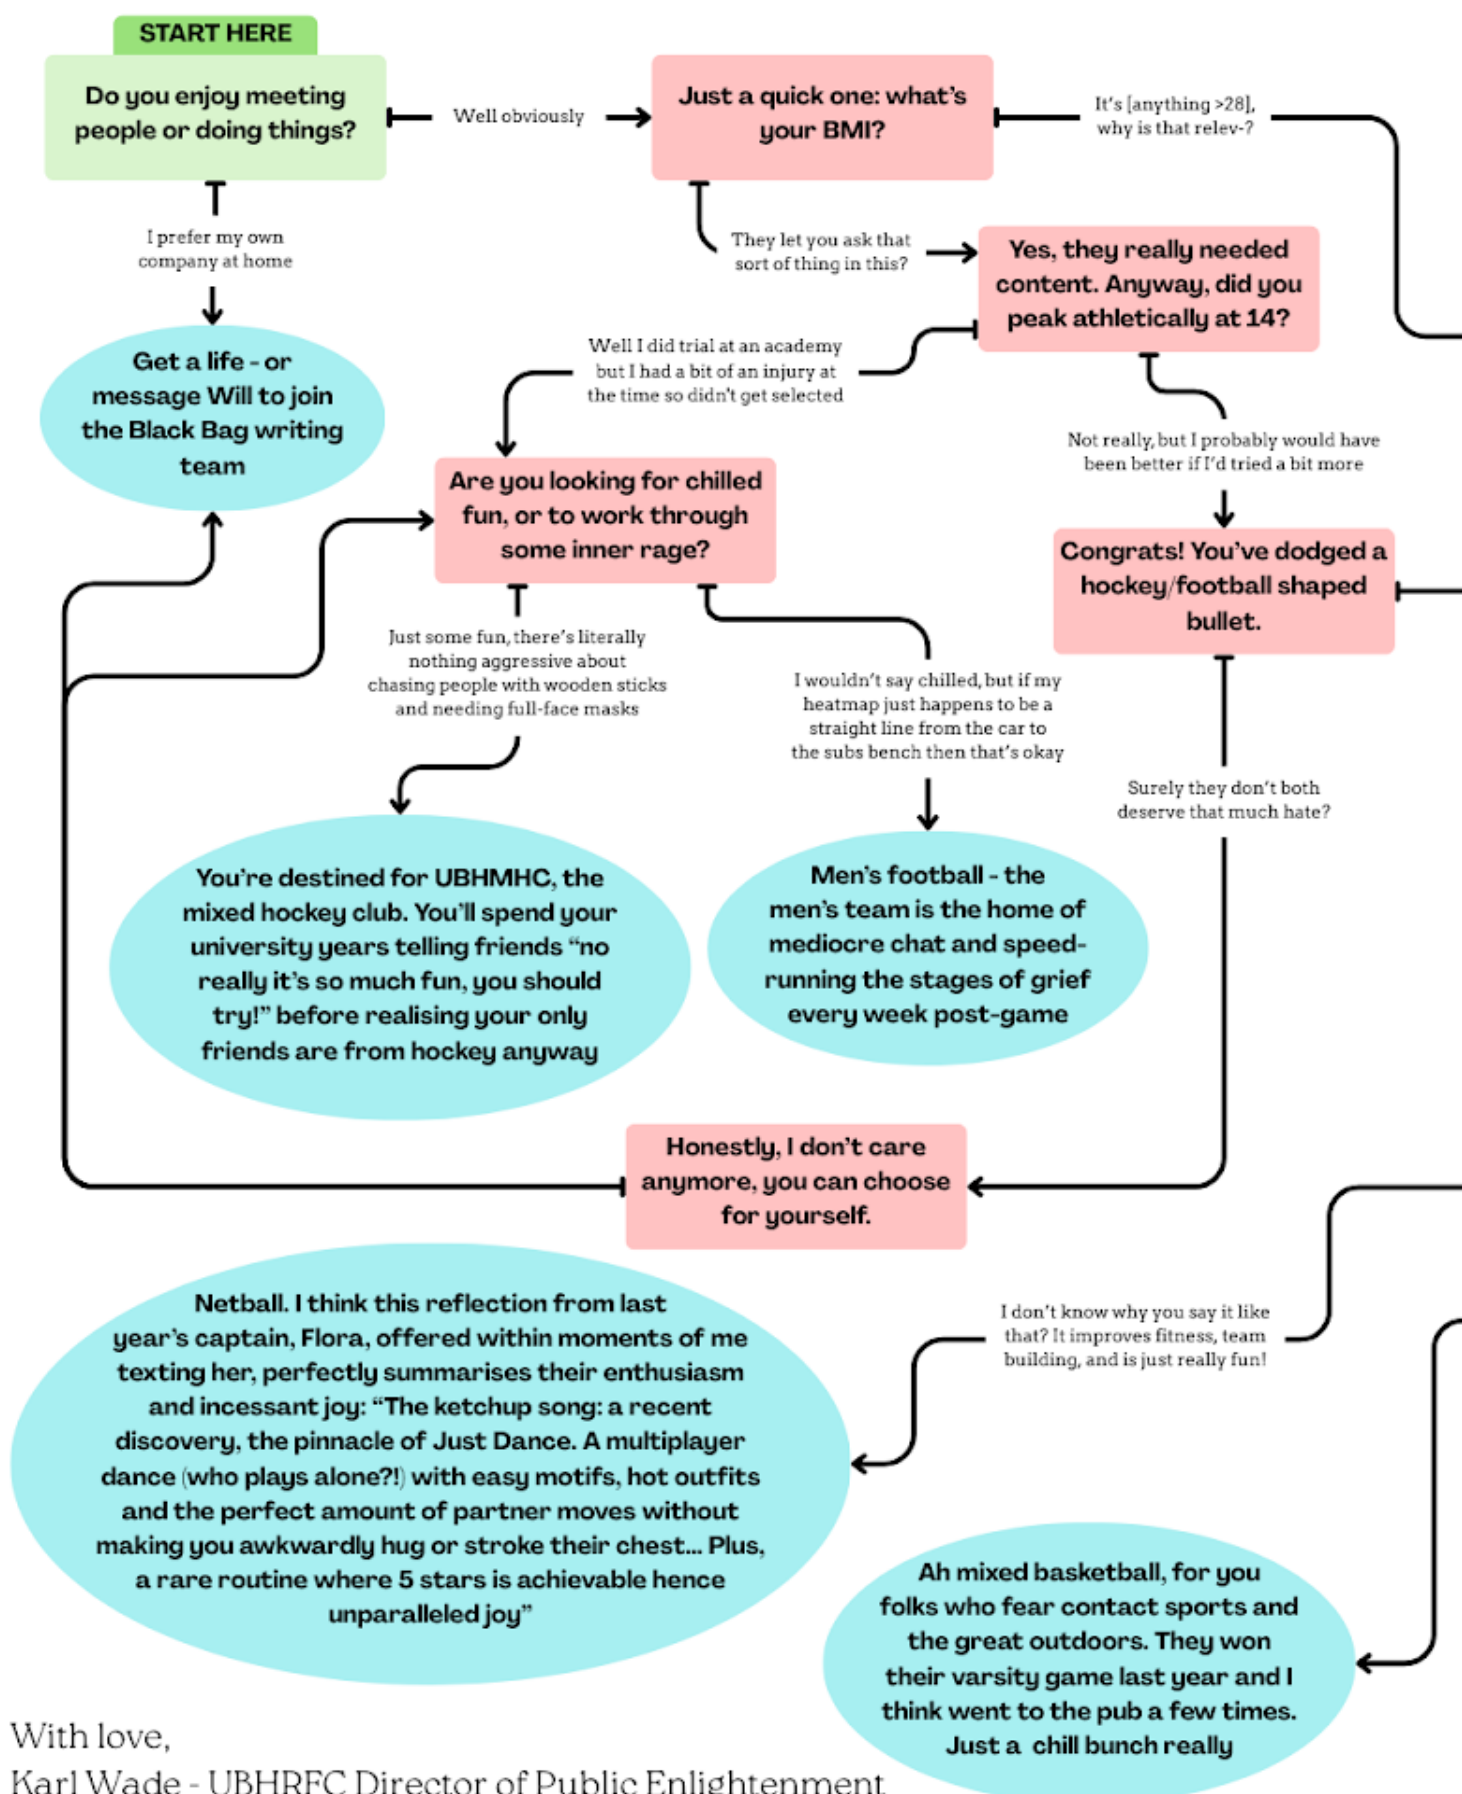 START HERE
Do you enjoy meeting
people or doing things?
Well obviously
Just a quick one: what's
your BMI?
It's [anything >28],
why is that relev-?
I prefer my own
company at home
They let you ask that
sort of thing in this?
Yes, they really needed
content. Anyway, did you
peak athletically at 14?
Get a life - or
message Will to join
the Black Bag writing
team
Well I did trial at an academy
but I had a bit of an injury at
the time so didn't get selected
Not really, but I probably would have
been better if I'd tried a bit more
Are you looking for chilled
fun, or to work through
some inner rage?
Congrats! You've dodged a
hockey/football shaped
bullet.
Just some fun, there's literally
nothing aggressive about
chasing people with wooden sticks
and needing full-face masks
I wouldn't say chilled, but if my
heatmap just happens to be a
straight line from the car to
the subs bench then that's okay
Surely they don't both
deserve that much hate?
You're destined for UBHMHC, the
mixed hockey club. You'll spend your
university years telling friends "no
really it's so much fun, you should
try!" before realising your only
friends are from hockey anyway
Men's football - the
men's team is the home of
mediocre chat and speed-
running the stages of grief
every week post-game
Honestly, I don't care
anymore, you can choose
for yourself.
Netball. I think this reflection from last
year's captain, Flora, offered within moments of me
texting her, perfectly summarises their enthusiasm
and incessant joy: "The ketchup song: a recent
discovery, the pinnacle of Just Dance. A multiplayer
dance (who plays alone?!) with easy motifs, hot outfits
and the perfect amount of partner moves without
making you awkwardly hug or stroke their chest... Plus,
a rare routine where 5 stars is achievable hence
unparalleled joy"
I don't know why you say it like
that? It improves fitness, team
building, and is just really fun!
Ah mixed basketball, for you
folks who fear contact sports and
the great outdoors. They won
their varsity game last year and I
think went to the pub a few times.
Just a chill bunch really
With love,
Karl Wade - UBHRFC Director of Public Enlightenment